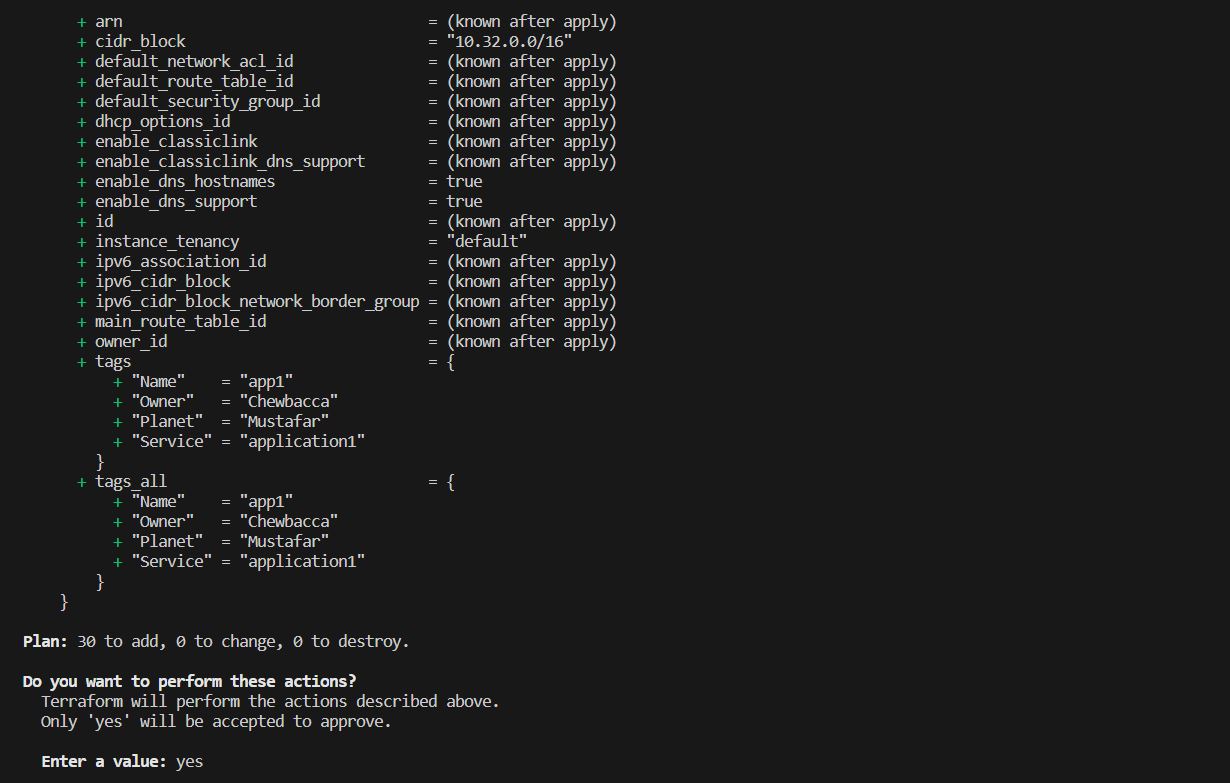 + arn                                  = (known after apply)
+ cidr_block                           = "10.32.0.0/16"
+ default_network_acl_id               = (known after apply)
+ default_route_table_id               = (known after apply)
+ default_security_group_id            = (known after apply)
+ dhcp_options_id                      = (known after apply)
+ enable_classiclink                   = (known after apply)
+ enable_classiclink_dns_support       = (known after apply)
+ enable_dns_hostnames                 = true
+ enable_dns_support                   = true
+ id                                   = (known after apply)
+ instance_tenancy                     = "default"
+ ipv6_association_id                  = (known after apply)
+ ipv6_cidr_block                      = (known after apply)
+ ipv6_cidr_block_network_border_group = (known after apply)
+ main_route_table_id                  = (known after apply)
+ owner_id                             = (known after apply)
+ tags                                 = {
    + "Name"    = "app1"
    + "Owner"   = "Chewbacca"
    + "Planet"  = "Mustafar"
    + "Service" = "application1"
  }
+ tags_all                             = {
    + "Name"    = "app1"
    + "Owner"   = "Chewbacca"
    + "Planet"  = "Mustafar"
    + "Service" = "application1"
  }
}
Plan: 30 to add, 0 to change, 0 to destroy.
Do you want to perform these actions?
  Terraform will perform the actions described above.
  Only 'yes' will be accepted to approve.
  Enter a value: yes